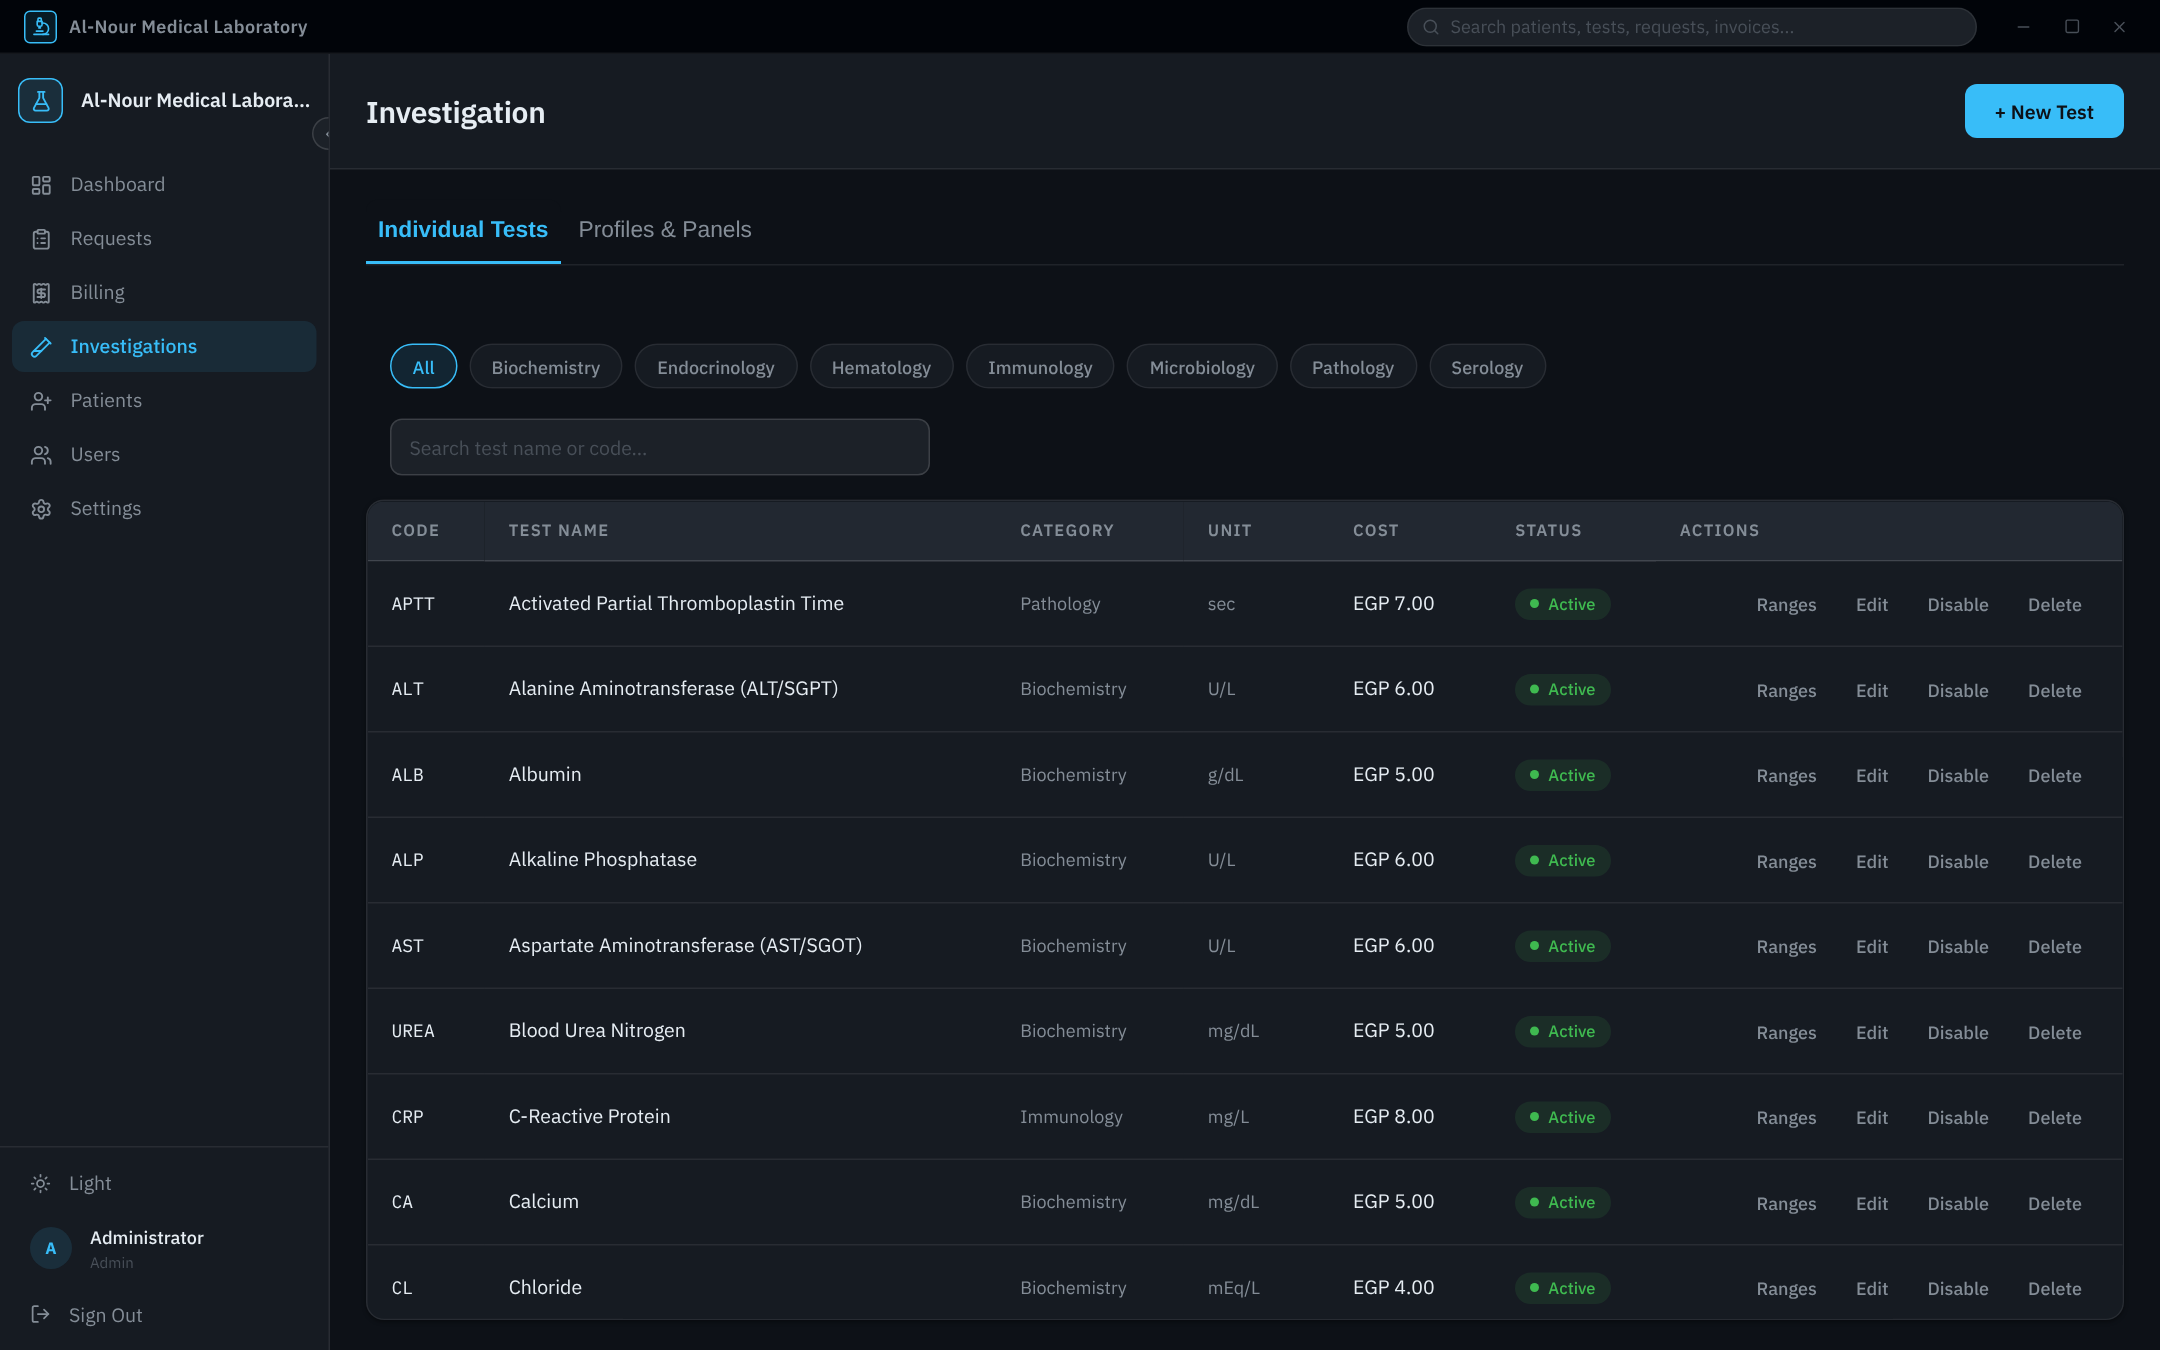 Al-Nour Medical Laboratory
Search patients, tests, requests, invoices...
Al-Nour Medical Labora...
Dashboard
Requests
Billing
Investigations
Patients
Users
Settings
Light
A
Administrator
Admin
Sign Out
Investigation
+ New Test
Individual Tests Profiles & Panels
All Biochemistry Endocrinology Hematology Immunology Microbiology Pathology Serology
Search test name or code...
CODE TEST NAME CATEGORY UNIT COST STATUS ACTIONS
APTT Activated Partial Thromboplastin Time Pathology sec EGP 7.00 Active Ranges Edit Disable Delete
ALT Alanine Aminotransferase (ALT/SGPT) Biochemistry U/L EGP 6.00 Active Ranges Edit Disable Delete
ALB Albumin Biochemistry g/dL EGP 5.00 Active Ranges Edit Disable Delete
ALP Alkaline Phosphatase Biochemistry U/L EGP 6.00 Active Ranges Edit Disable Delete
AST Aspartate Aminotransferase (AST/SGOT) Biochemistry U/L EGP 6.00 Active Ranges Edit Disable Delete
UREA Blood Urea Nitrogen Biochemistry mg/dL EGP 5.00 Active Ranges Edit Disable Delete
CRP C-Reactive Protein Immunology mg/L EGP 8.00 Active Ranges Edit Disable Delete
CA Calcium Biochemistry mg/dL EGP 5.00 Active Ranges Edit Disable Delete
CL Chloride Biochemistry mEq/L EGP 4.00 Active Ranges Edit Disable Delete